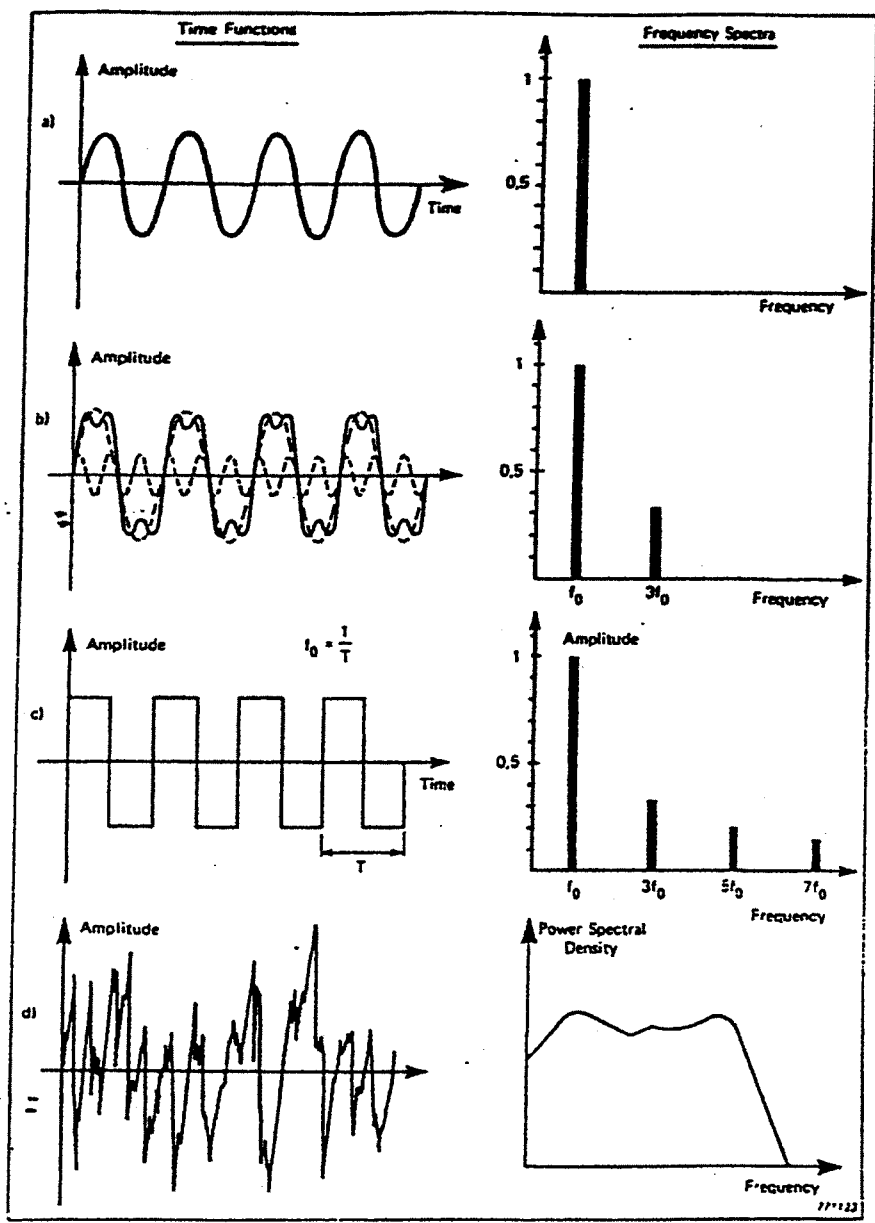 Time Functions
Frequency Spectra
Amplitude
a)
Time
1
0,5
Frequency
Amplitude
b)
1
0,5
f0
3f0
Frequency
Amplitude
f0 = 1/T
c)
Time
T
Amplitude
1
0,5
f0
3f0
5f0
7f0
Frequency
Amplitude
d)
Power Spectral
Density
Frequency